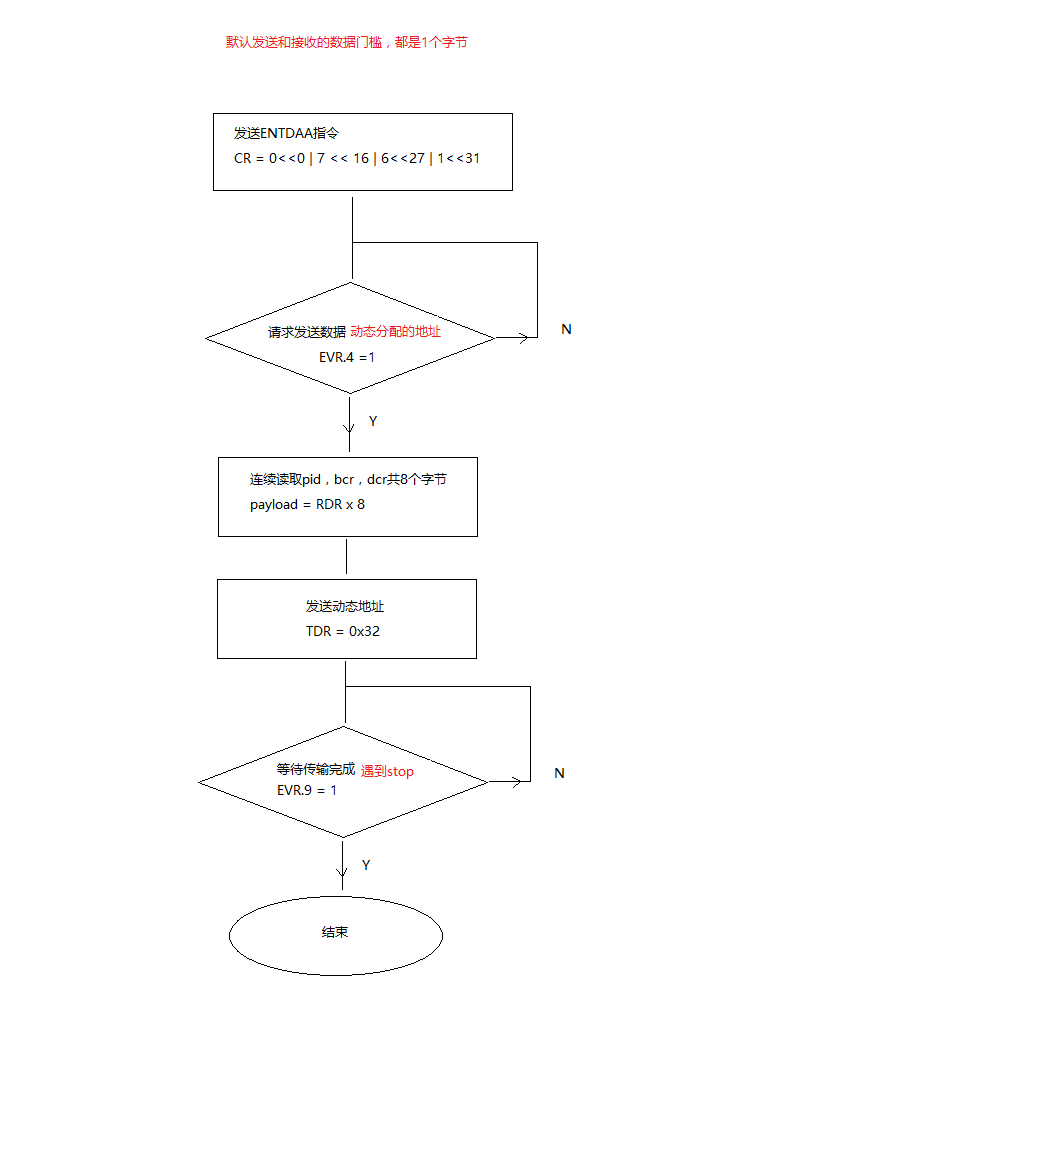 默认发送和接收的数据门槛，都是1个字节
发送ENTDAA指令
CR = 0<<0 | 7 << 16 | 6<<27 | 1<<31
请求发送数据 动态分配的地址
EVR.4 =1
N
Y
连续读取pid，bcr，dcr共8个字节
payload = RDR x 8
发送动态地址
TDR = 0x32
等待传输完成 遇到stop
EVR.9 = 1
N
Y
结束